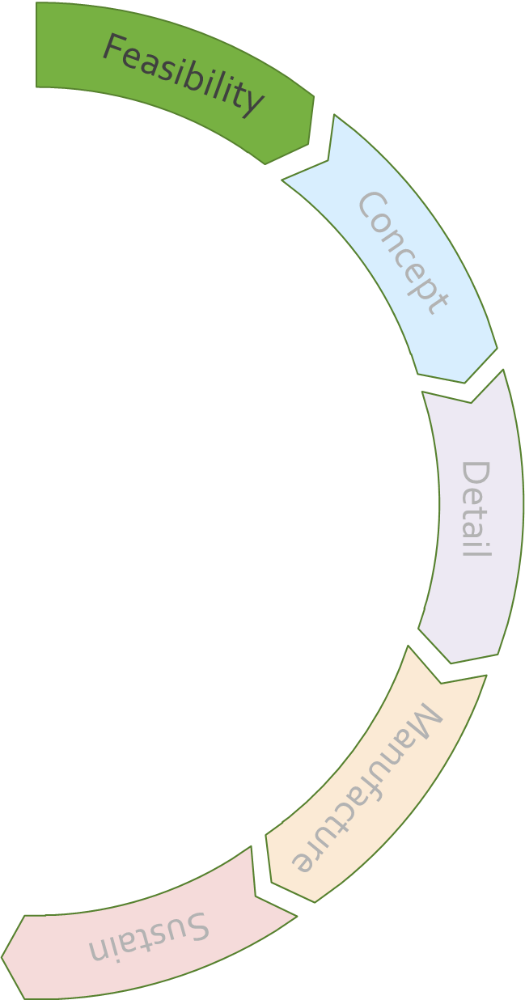 Feasibility
Concept
Detail
Manufacture
Sustain